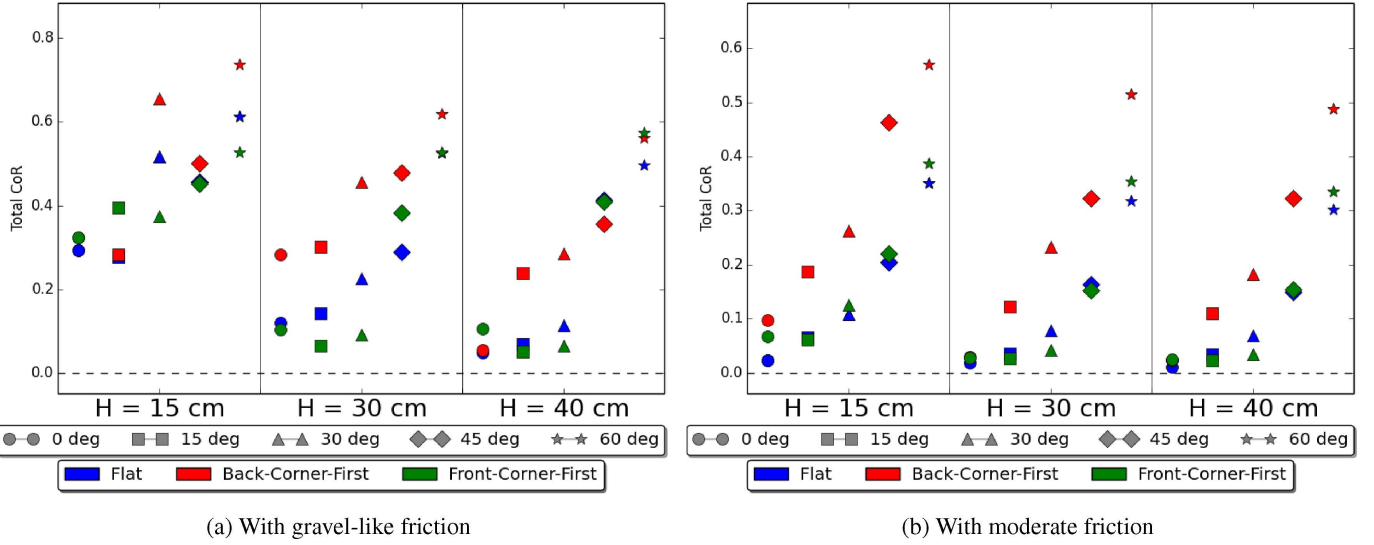 0.8
0.6
0.4
0.2
0.0
Total CoR
H = 15 cm H = 30 cm H = 40 cm
0 deg 15 deg 30 deg 45 deg 60 deg
Flat Back-Corner-First Front-Corner-First
(a) With gravel-like friction
0.6
0.5
0.4
0.3
0.2
0.1
0.0
Total CoR
H = 15 cm H = 30 cm H = 40 cm
0 deg 15 deg 30 deg 45 deg 60 deg
Flat Back-Corner-First Front-Corner-First
(b) With moderate friction